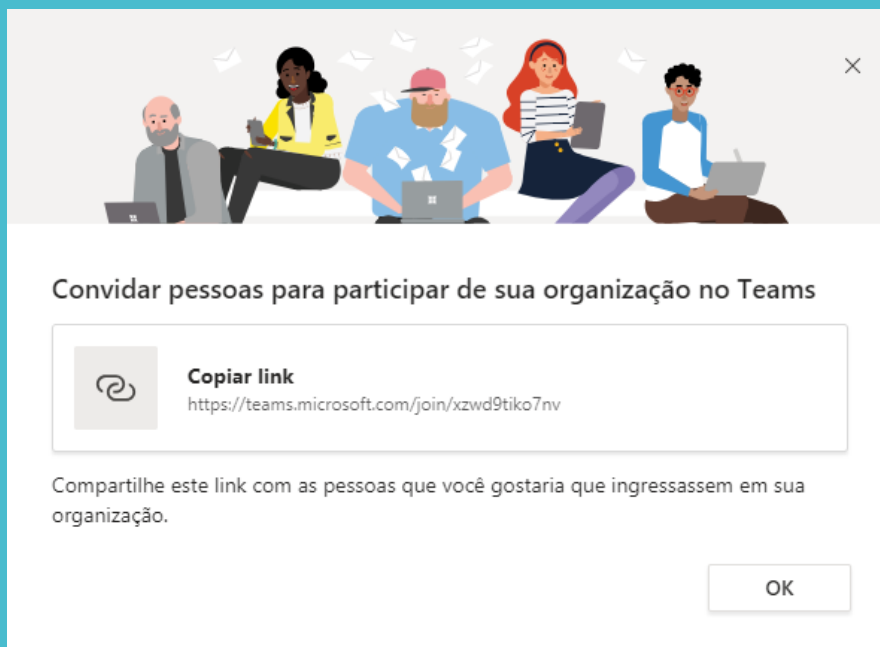 Convidar pessoas para participar de sua organização no Teams
Copiar link
https://teams.microsoft.com/join/xzwd9tiko7nv
Compartilhe este link com as pessoas que você gostaria que ingressassem em sua
organização.
OK